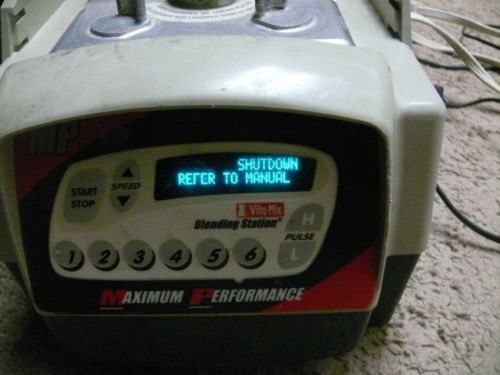 MP
SHUTDOWN
REfER TO MANUAL
START
STOP
SPEED
Vita Mix
Blending Station®
H
PULSE
L
1 2 3 4 5 6
MAXIMUM PERFORMANCE